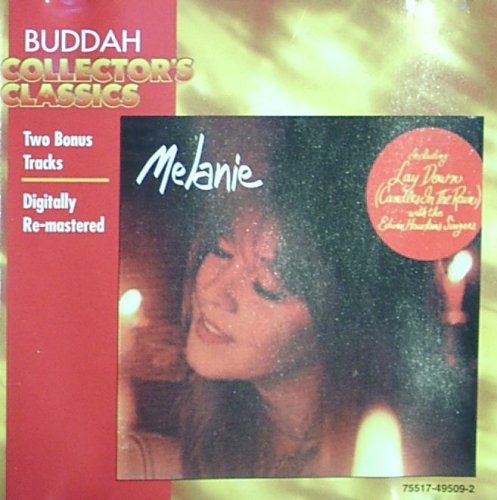 BUDDAH
COLLECTOR'S
CLASSICS
Two Bonus
Tracks
Digitally
Re-mastered
Melanie
Including
Lay Down
(Candles In The Rain)
with the
Edwin Hawkins Singers
75517-49509-2